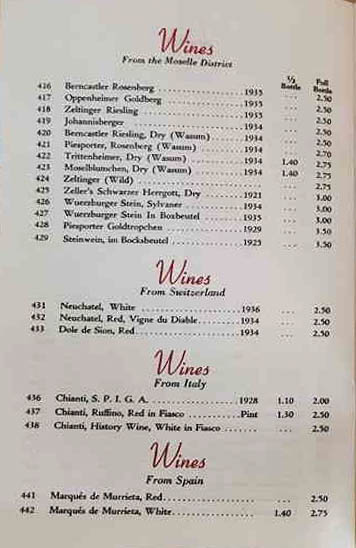 Wines
From the Moselle District
½ Bottle Full Bottle
416 Berncastler Rosenberg 1935 ... 2.50
417 Oppenheimer Goldberg 1935 ... 2.50
418 Zeltinger Riesling 1935 ... 2.50
419 Johannisberger 1934 ... 2.50
420 Berncastler Riesling, Dry (Wasum) 1934 ... 2.50
421 Piesporter, Rosenberg (Wasum) 1934 ... 2.70
422 Trittenheimer, Dry (Wasum) 1934 1.40 2.75
423 Moselblumchen, Dry (Wasum) 1934 1.40 2.75
424 Zeltinger (Wild) 1934 ... 2.75
425 Zeller's Schwarzer Herrgott, Dry 1921 ... 3.00
426 Wuerzburger Stein, Sylvaner 1934 ... 3.00
427 Wuerzburger Stein In Boxbeutel 1935 ... 3.00
428 Piesporter Goldtropchen 1929 ... 3.50
429 Steinwein, im Bocksbeutel 1925 ... 3.50
Wines
From Switzerland
431 Neuchatel, White 1936 ... 2.50
432 Neuchatel, Red, Vigne du Diable 1934 ... 2.50
433 Dole de Sion, Red 1934 ... 2.50
Wines
From Italy
436 Chianti, S. P. I. G. A. 1928 1.10 2.00
437 Chianti, Ruffino, Red in Fiasco Pint 1.30 2.50
438 Chianti, History Wine, White in Fiasco ... 2.50
Wines
From Spain
441 Marqués de Murrieta, Red ... 2.50
442 Marqués de Murrieta, White 1.40 2.75